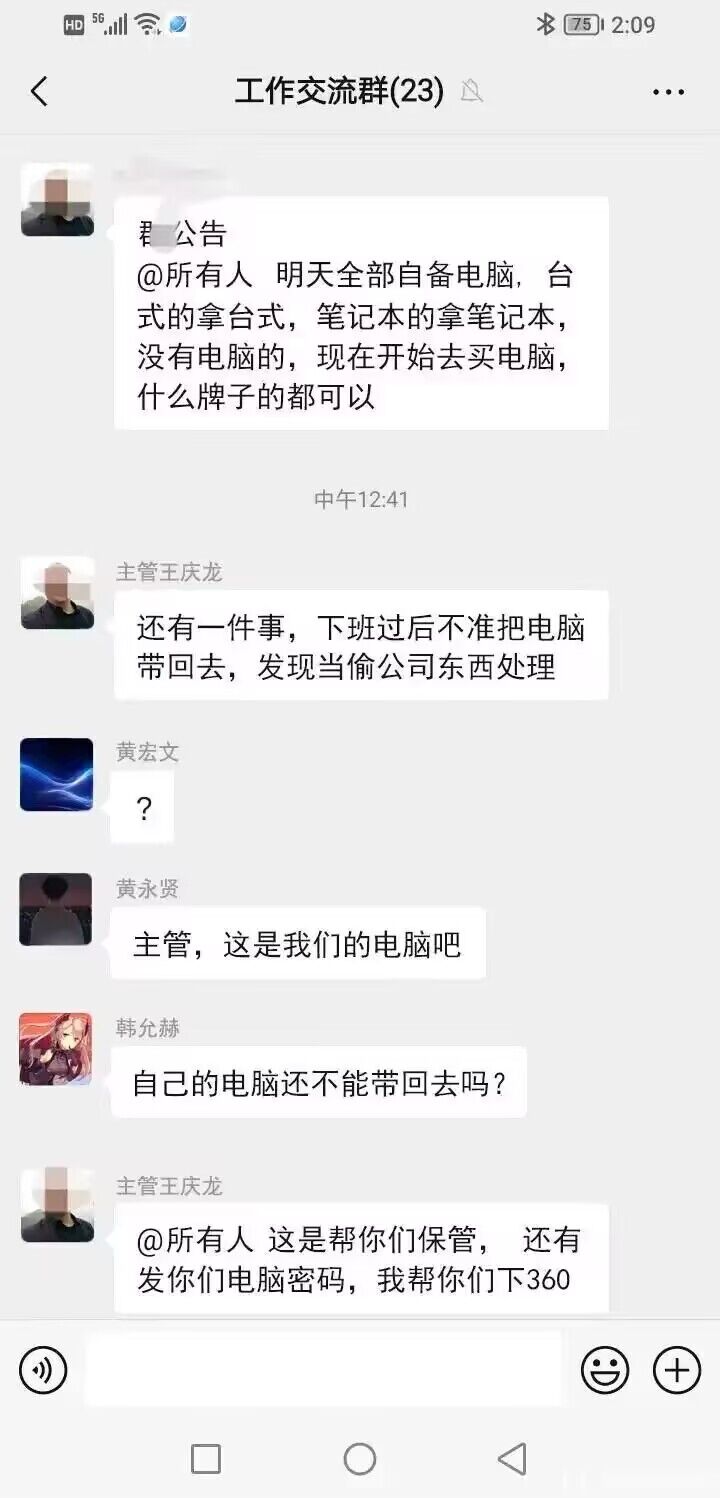 HD 5G 75 2:09
工作交流群(23)
群公告
@所有人 明天全部自备电脑, 台
式的拿台式，笔记本的拿笔记本，
没有电脑的，现在开始去买电脑，
什么牌子的都可以
中午12:41
主管王庆龙
还有一件事，下班过后不准把电脑
带回去，发现当偷公司东西处理
黄宏文
?
黄永贤
主管，这是我们的电脑吧
韩允赫
自己的电脑还不能带回去吗？
主管王庆龙
@所有人 这是帮你们保管， 还有
发你们电脑密码，我帮你们下360